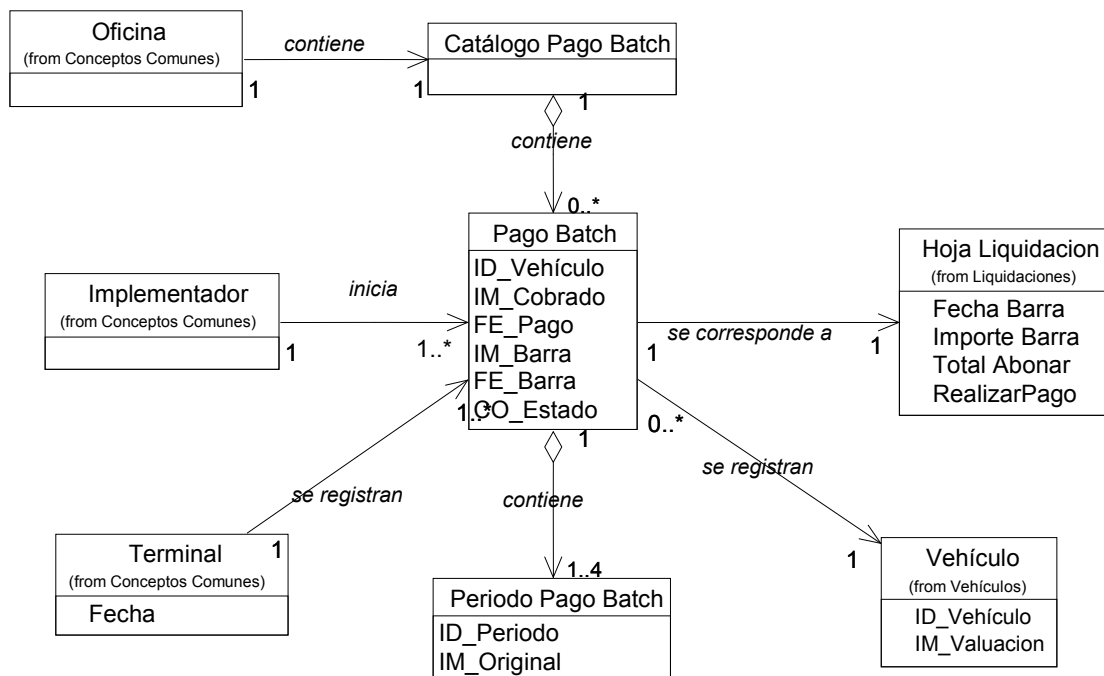 Oficina
(from Conceptos Comunes)
contiene
1
1
Catálogo Pago Batch
1
contiene
0..*
Pago Batch
ID_Vehículo
IM_Cobrado
FE_Pago
IM_Barra
FE_Barra
CO_Estado
Implementador
(from Conceptos Comunes)
inicia
1
1..*
Hoja Liquidacion
(from Liquidaciones)
Fecha Barra
Importe Barra
Total Abonar
RealizarPago
se corresponde a
1
1
1..*
se registran
1
Terminal
(from Conceptos Comunes)
Fecha
1
contiene
1..4
Periodo Pago Batch
ID_Periodo
IM_Original
0..*
se registran
1
Vehículo
(from Vehículos)
ID_Vehículo
IM_Valuacion